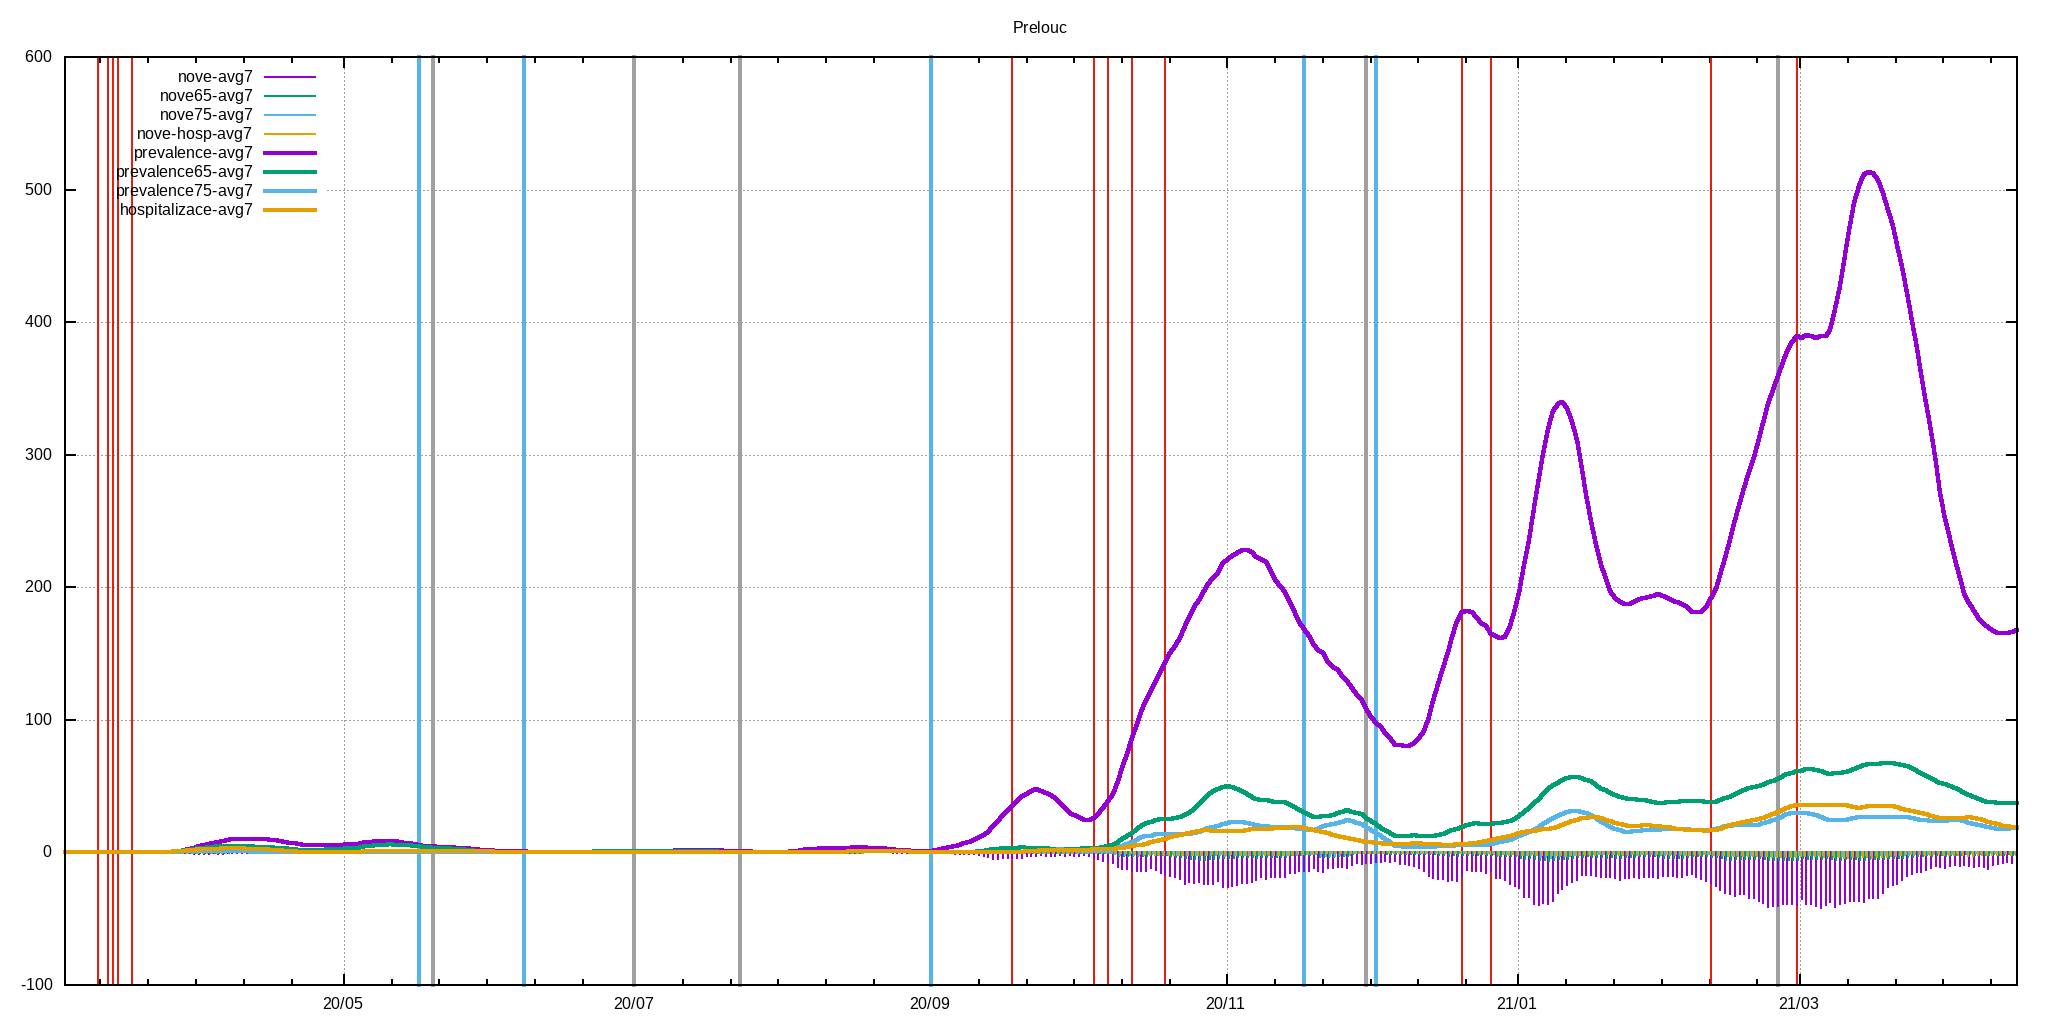 Prelouc
600
nove-avg7
nove65-avg7
nove75-avg7
nove-hosp-avg7
prevalence-avg7
prevalence65-avg7
500
prevalence75-avg7
hospitalizace-avg7
400
300
200
100
0
-100
20/05 20/07 20/09 20/11 21/01 21/03